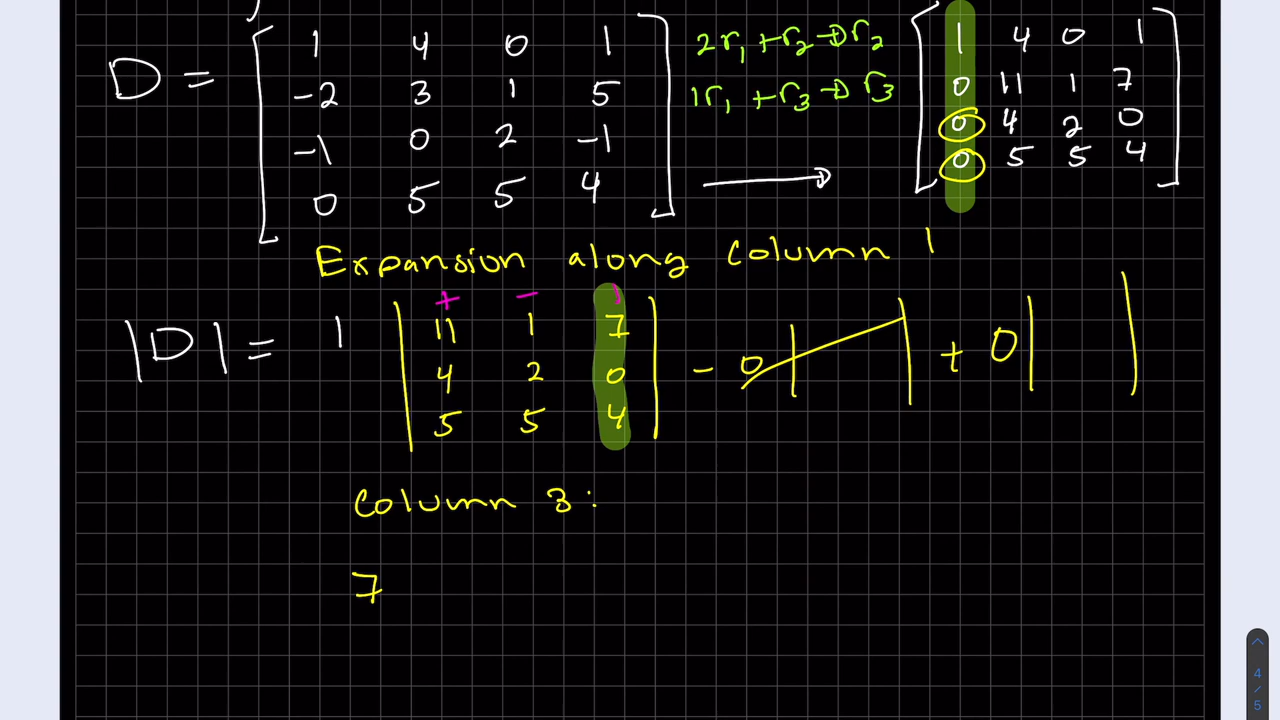 D = [ 1 4 0 1 2r₁ + r₂ → r₂ [ 1 4 0 1
-2 3 1 5 1r₁ + r₃ → r₃ 0 11 1 7
-1 0 2 -1 0 4 2 0
0 5 5 4 ] → 0 5 5 4 ]
Expansion along column 1
+ -
|D| = 1 | 11 1 7 | - 0 | | + 0 | |
4 2 0
5 5 4
Column 3:
7
4
/
5